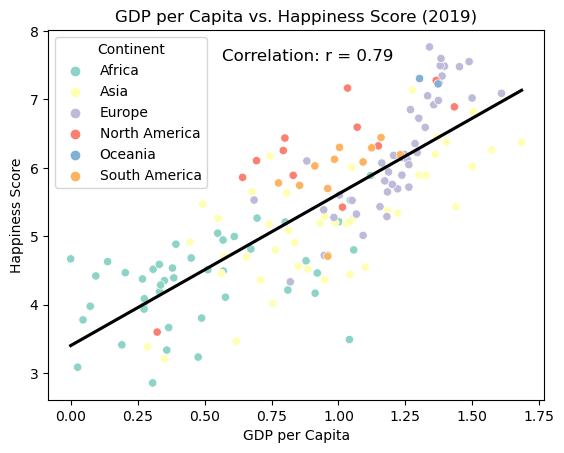 GDP per Capita vs. Happiness Score (2019)
Continent
Africa
Asia
Europe
North America
Oceania
South America
Correlation: r = 0.79
Happiness Score
8
7
6
5
4
3
0.00 0.25 0.50 0.75 1.00 1.25 1.50 1.75
GDP per Capita